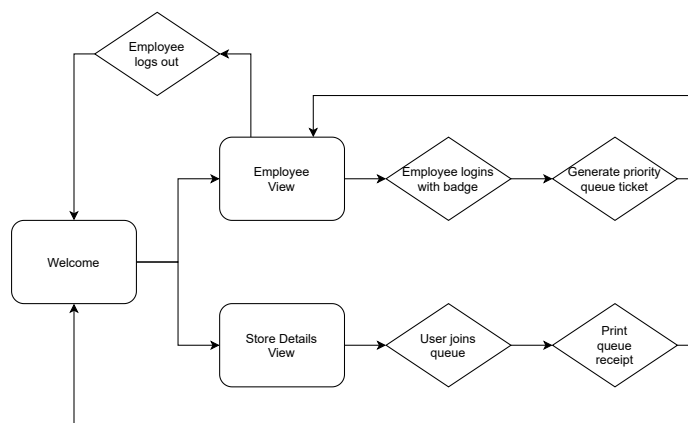 Employee
logs out
Employee
View
Employee logins
with badge
Generate priority
queue ticket
Welcome
Store Details
View
User joins
queue
Print
queue
receipt